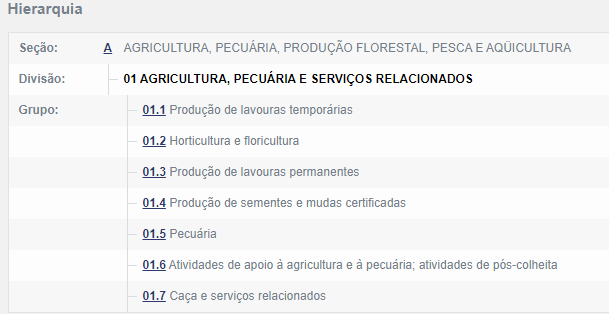 Hierarquia
Seção: A AGRICULTURA, PECUÁRIA, PRODUÇÃO FLORESTAL, PESCA E AQÜICULTURA
Divisão: 01 AGRICULTURA, PECUÁRIA E SERVIÇOS RELACIONADOS
Grupo: 01.1 Produção de lavouras temporárias
01.2 Horticultura e floricultura
01.3 Produção de lavouras permanentes
01.4 Produção de sementes e mudas certificadas
01.5 Pecuária
01.6 Atividades de apoio à agricultura e à pecuária; atividades de pós-colheita
01.7 Caça e serviços relacionados